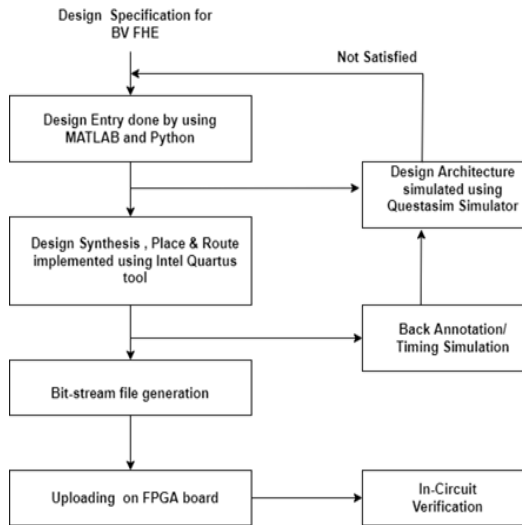 Design Specification for
BV FHE
Not Satisfied
Design Entry done by using
MATLAB and Python
Design Architecture
simulated using
Questasim Simulator
Design Synthesis , Place & Route
implemented using Intel Quartus
tool
Back Annotation/
Timing Simulation
Bit-stream file generation
Uploading on FPGA board
In-Circuit
Verification